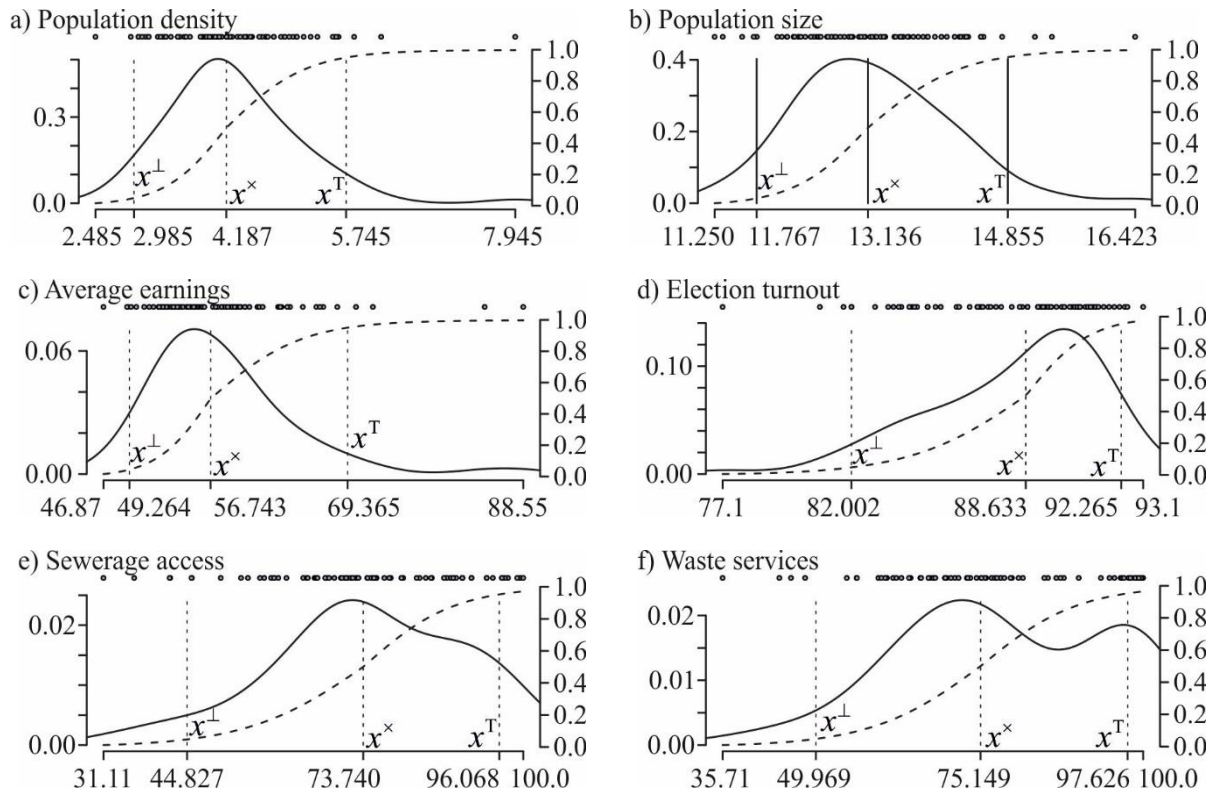 a) Population density
1.0
0.8
0.6
0.4
0.2
0.0
0.3
0.0
x⊥
x×
xT
2.485 2.985 4.187 5.745 7.945
b) Population size
1.0
0.8
0.6
0.4
0.2
0.0
0.4
0.2
0.0
x⊥
x×
xT
11.250 11.767 13.136 14.855 16.423
c) Average earnings
1.0
0.8
0.6
0.4
0.2
0.0
0.06
0.00
x⊥
x×
xT
46.87 49.264 56.743 69.365 88.55
d) Election turnout
1.0
0.8
0.6
0.4
0.2
0.0
0.10
0.00
x⊥
x×
xT
77.1 82.002 88.633 92.265 93.1
e) Sewerage access
1.0
0.8
0.6
0.4
0.2
0.0
0.02
0.00
x⊥
x×
xT
31.11 44.827 73.740 96.068 100.0
f) Waste services
1.0
0.8
0.6
0.4
0.2
0.0
0.02
0.01
0.00
x⊥
x×
xT
35.71 49.969 75.149 97.626 100.0